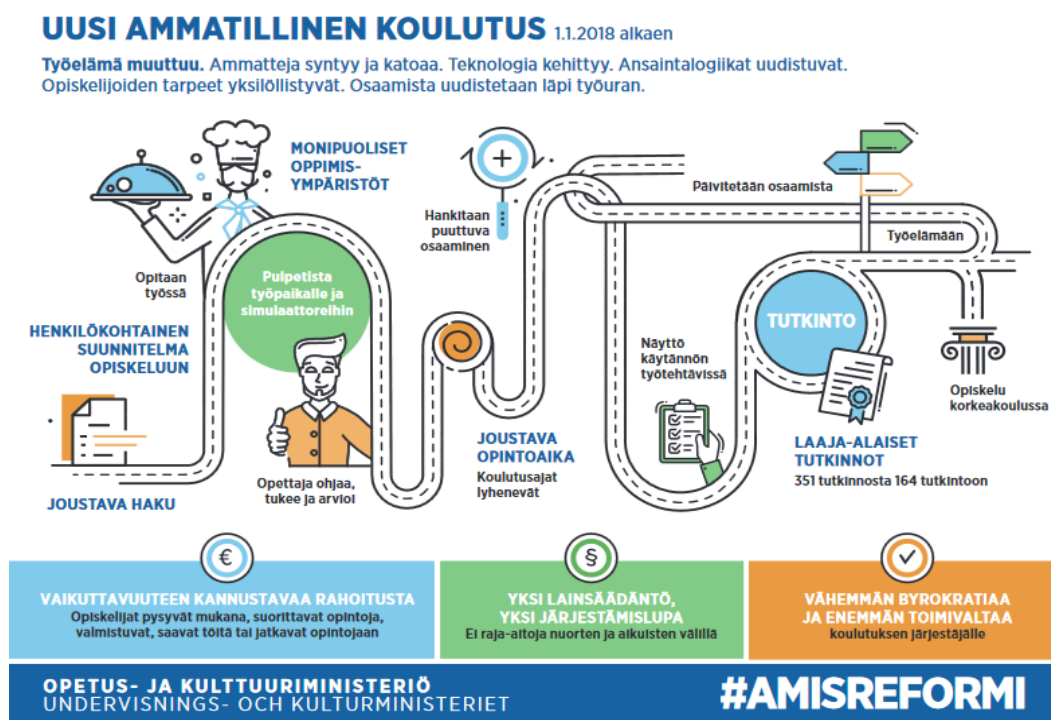 UUSI AMMATILLINEN KOULUTUS 1.1.2018 alkaen
Työelämä muuttuu. Ammatteja syntyy ja katoaa. Teknologia kehittyy. Ansaintalogiikat uudistuvat.
Opiskelijoiden tarpeet yksilöllistyvät. Osaamista uudistetaan läpi työuran.
MONIPUOLISET
OPPIMIS-
YMPÄRISTÖT
Opitaan
työssä
Pulpetista
työpaikalle ja
simulaattoreihin
HENKILÖKOHTAINEN
SUUNNITELMA
OPISKELUUN
JOUSTAVA HAKU
Opettaja ohjaa,
tukee ja arvioi
Hankitaan
puuttuva
osaaminen
JOUSTAVA
OPINTOAIKA
Koulutusajat
lyhenevät
Päivitetään osaamista
Työelämään
Näyttö
käytännön
työtehtävissä
TUTKINTO
Opiskelu
korkeakoulussa
LAAJA-ALAISET
TUTKINNOT
351 tutkinnosta 164 tutkintoon
€
VAIKUTTAVUUTEEN KANNUSTAVAA RAHOITUSTA
Opiskelijat pysyvät mukana, suorittavat opintoja,
valmistuvat, saavat töitä tai jatkavat opintojaan
§
YKSI LAINSÄÄDÄNTÖ,
YKSI JÄRJESTÄMISLUPA
Ei raja-aitoja nuorten ja aikuisten välillä
VÄHEMMÄN BYROKRATIAA
JA ENEMMÄN TOIMIVALTAA
koulutuksen järjestäjälle
OPETUS- JA KULTTUURIMINISTERIÖ
UNDERVISNINGS- OCH KULTURMINISTERIET
#AMISREFORMI